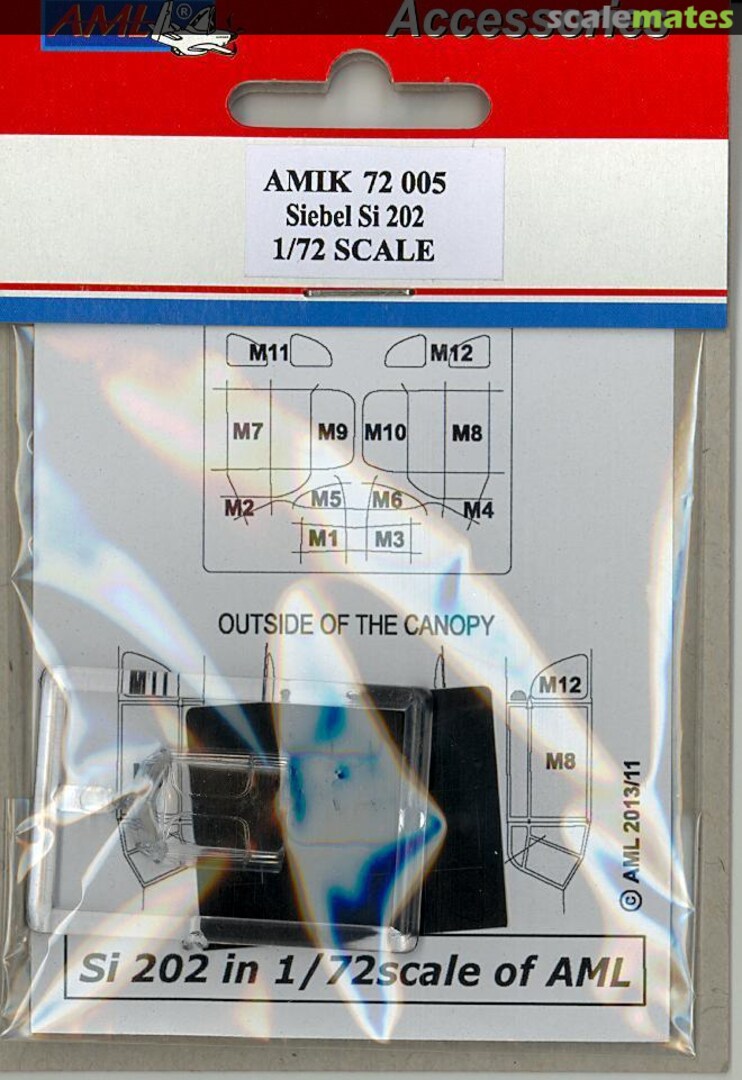 scalemates
AML®
Accessories
AMIK 72 005
Siebel Si 202
1/72 SCALE
M11 M12
M7 M9 M10 M8
M2 M5 M6 M4
M1 M3
OUTSIDE OF THE CANOPY
M11 M12
M8
© AML 2013/11
Si 202 in 1/72scale of AML